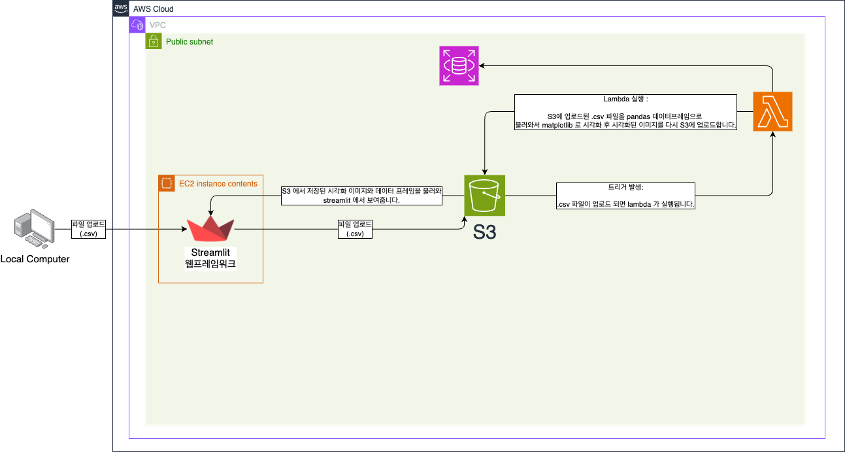 aws
AWS Cloud
VPC
Public subnet
Lambda 실행 :
S3에 업로드된 .csv 파일을 pandas 데이터프레임으로
불러와서 matplotlib 로 시각화 후 시각화된 이미지를 다시 S3에 업로드합니다.
EC2 instance contents
S3 에서 저장된 시각화 이미지와 데이터 프레임을 불러와
streamlit 에서 보여줍니다.
트리거 발생:
.csv 파일이 업로드 되면 lambda 가 실행됩니다.
파일 업로드
(.csv)
파일 업로드
(.csv)
S3
Streamlit
웹프레임워크
Local Computer